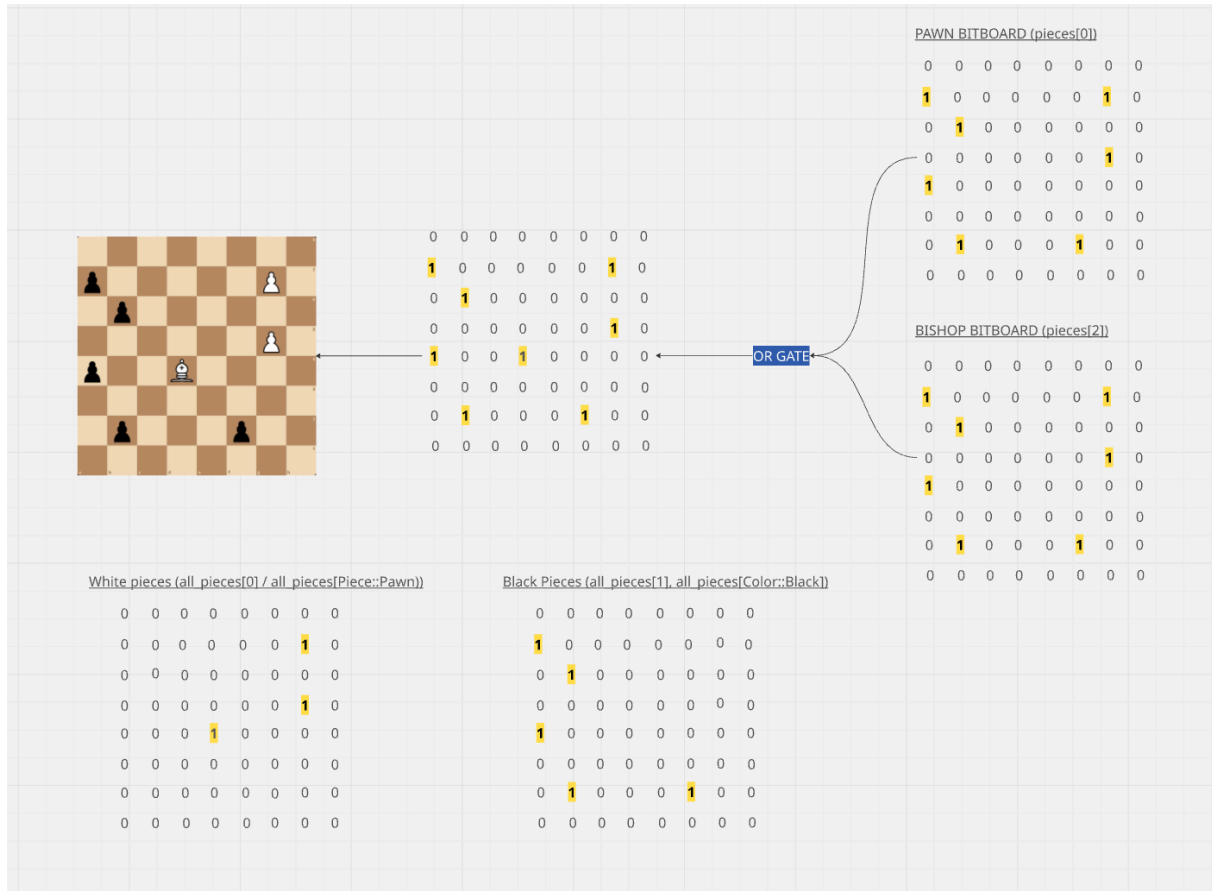 PAWN BITBOARD (pieces[0])
0 0 0 0 0 0 0 0
1 0 0 0 0 0 1 0
0 1 0 0 0 0 0 0
0 0 0 0 0 0 1 0
1 0 0 0 0 0 0 0
0 0 0 0 0 0 0 0
0 1 0 0 0 1 0 0
0 0 0 0 0 0 0 0
0 0 0 0 0 0 0 0
1 0 0 0 0 0 1 0
0 1 0 0 0 0 0 0
0 0 0 0 0 0 1 0
1 0 0 1 0 0 0 0
0 0 0 0 0 0 0 0
0 1 0 0 0 1 0 0
0 0 0 0 0 0 0 0
OR GATE
BISHOP BITBOARD (pieces[2])
0 0 0 0 0 0 0 0
1 0 0 0 0 0 1 0
0 1 0 0 0 0 0 0
0 0 0 0 0 0 1 0
1 0 0 0 0 0 0 0
0 0 0 0 0 0 0 0
0 1 0 0 0 1 0 0
0 0 0 0 0 0 0 0
White pieces (all_pieces[0] / all_pieces[Piece::Pawn))
0 0 0 0 0 0 0 0
0 0 0 0 0 0 1 0
0 0 0 0 0 0 0 0
0 0 0 0 0 0 1 0
0 0 0 1 0 0 0 0
0 0 0 0 0 0 0 0
0 0 0 0 0 0 0 0
0 0 0 0 0 0 0 0
Black Pieces (all_pieces[1], all_pieces[Color::Black])
0 0 0 0 0 0 0 0
1 0 0 0 0 0 0 0
0 1 0 0 0 0 0 0
0 0 0 0 0 0 0 0
1 0 0 0 0 0 0 0
0 0 0 0 0 0 0 0
0 1 0 0 0 1 0 0
0 0 0 0 0 0 0 0